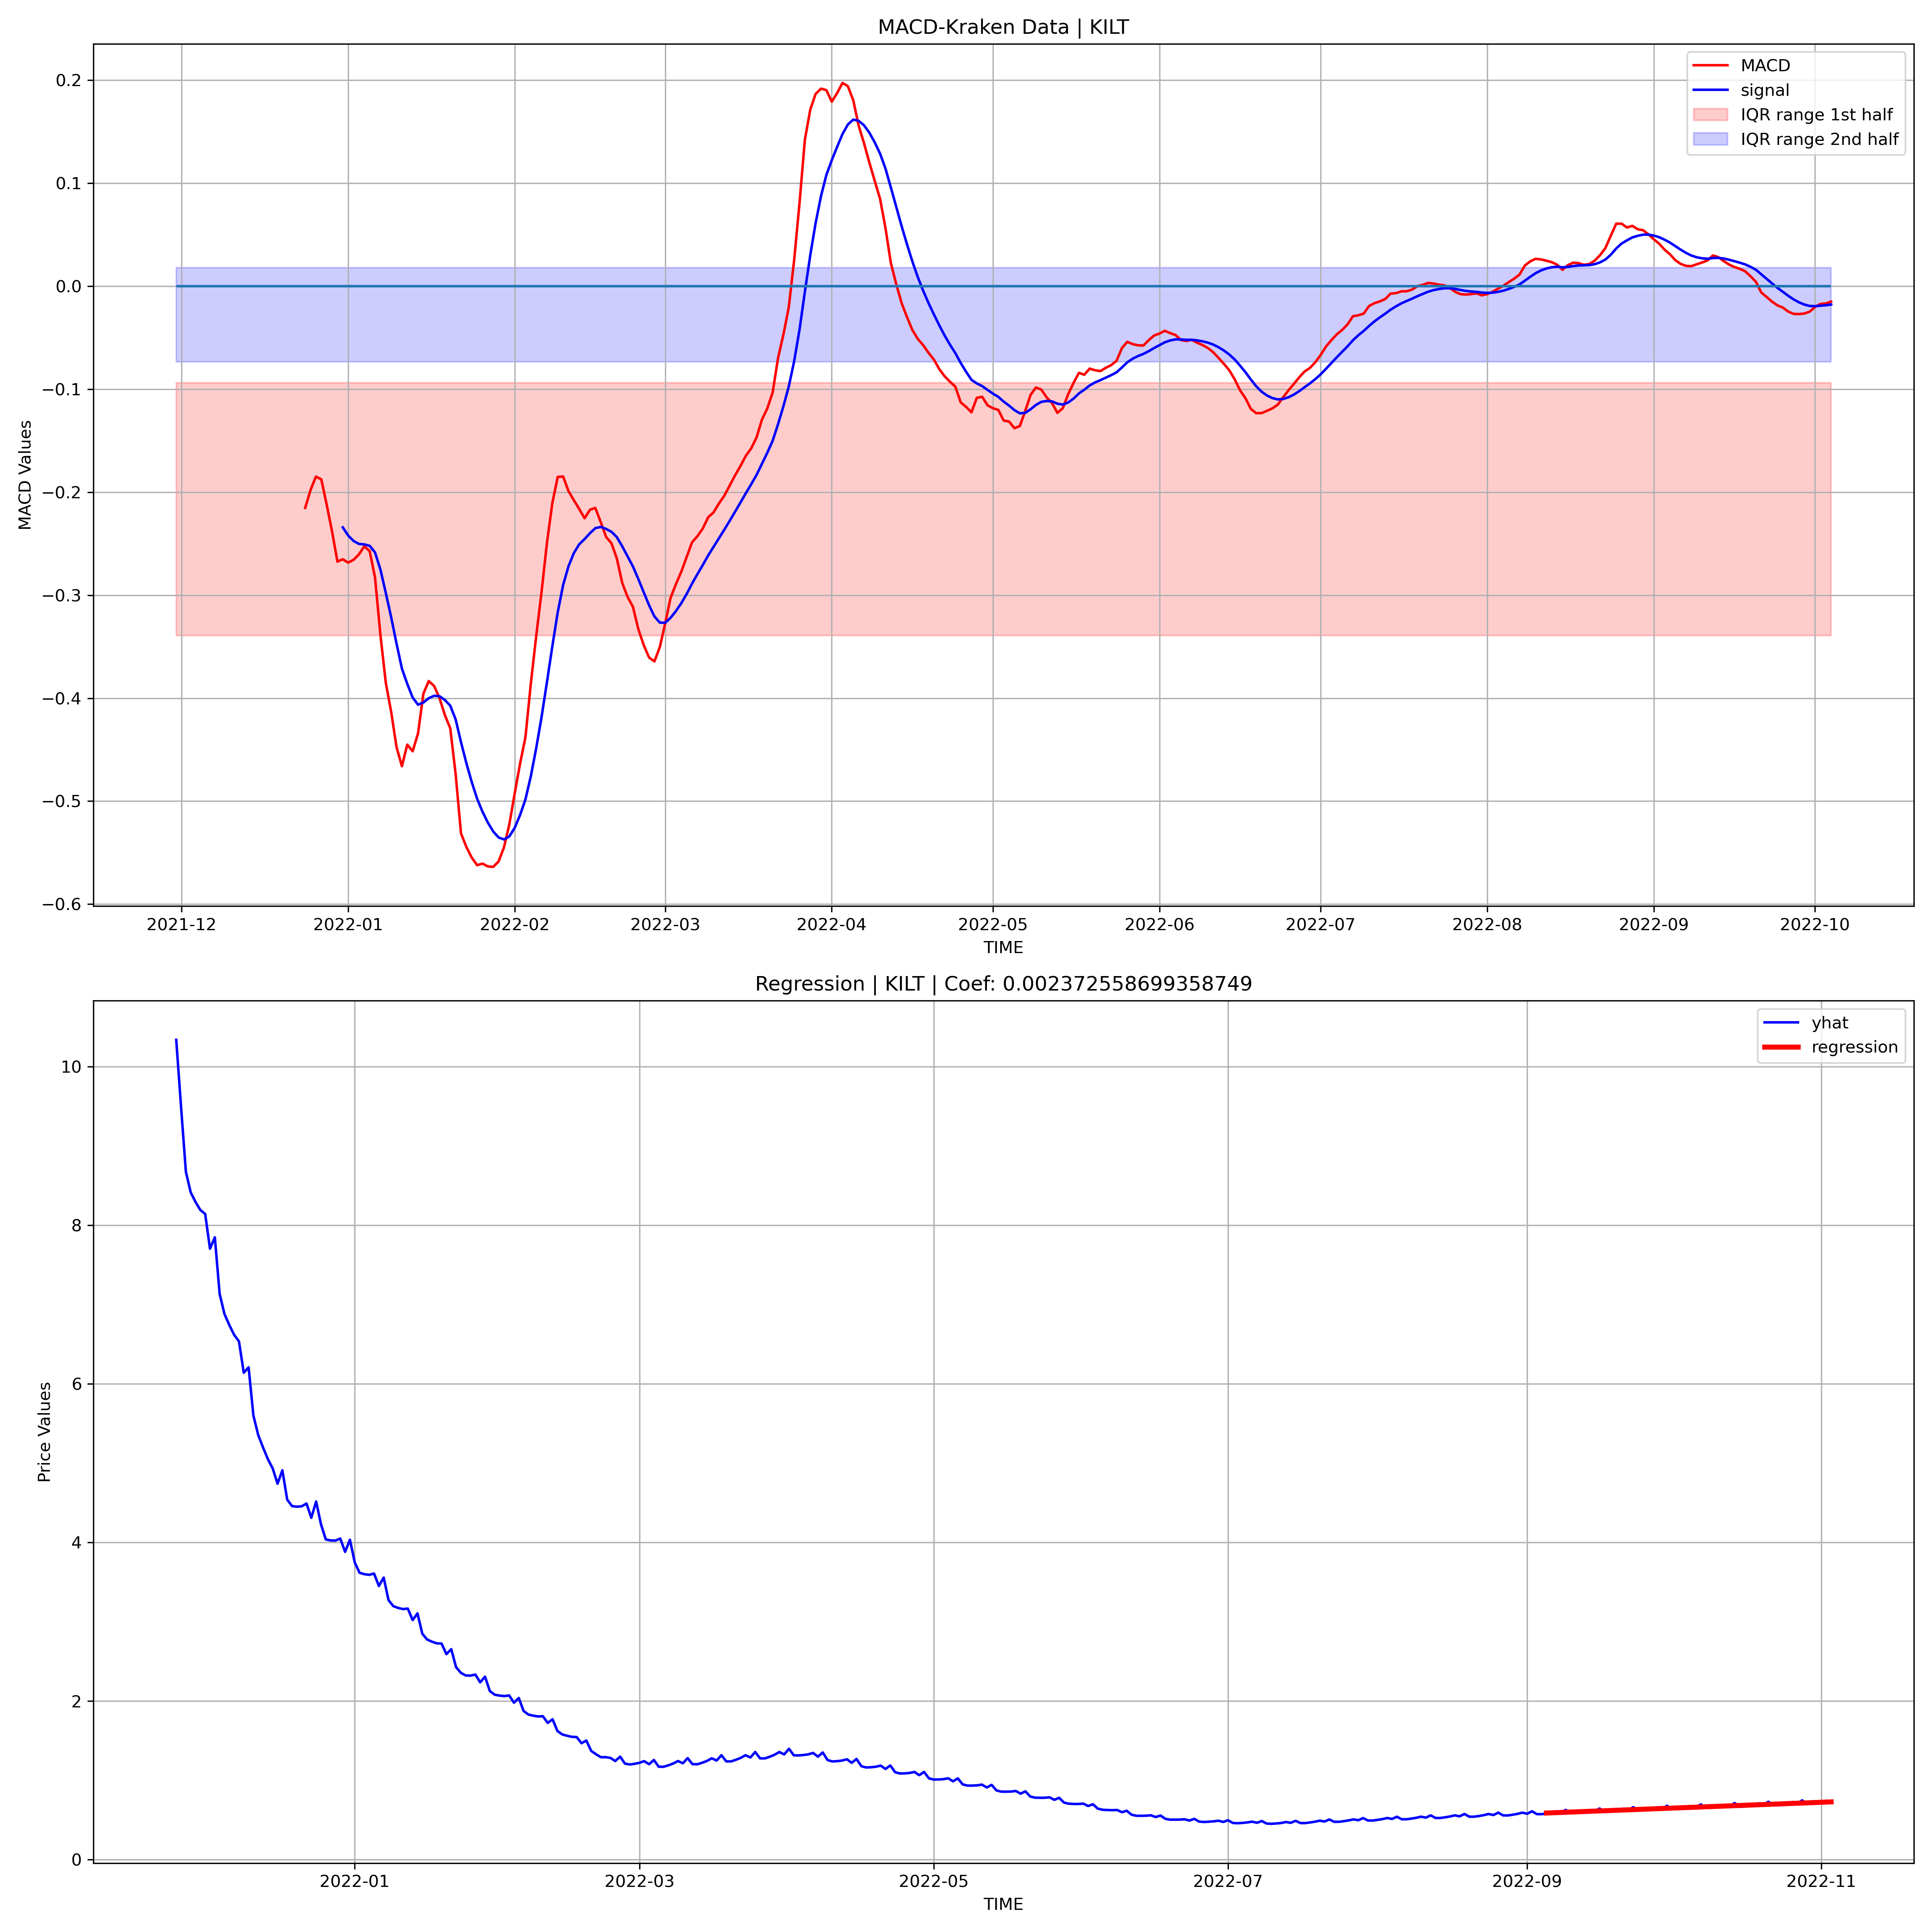 MACD-Kraken Data | KILT
MACD
signal
IQR range 1st half
IQR range 2nd half
MACD Values
0.2
0.1
0.0
−0.1
−0.2
−0.3
−0.4
−0.5
−0.6
2021-12 2022-01 2022-02 2022-03 2022-04 2022-05 2022-06 2022-07 2022-08 2022-09 2022-10
TIME
Regression | KILT | Coef: 0.002372558699358749
yhat
regression
Price Values
10
8
6
4
2
0
2022-01 2022-03 2022-05 2022-07 2022-09 2022-11
TIME